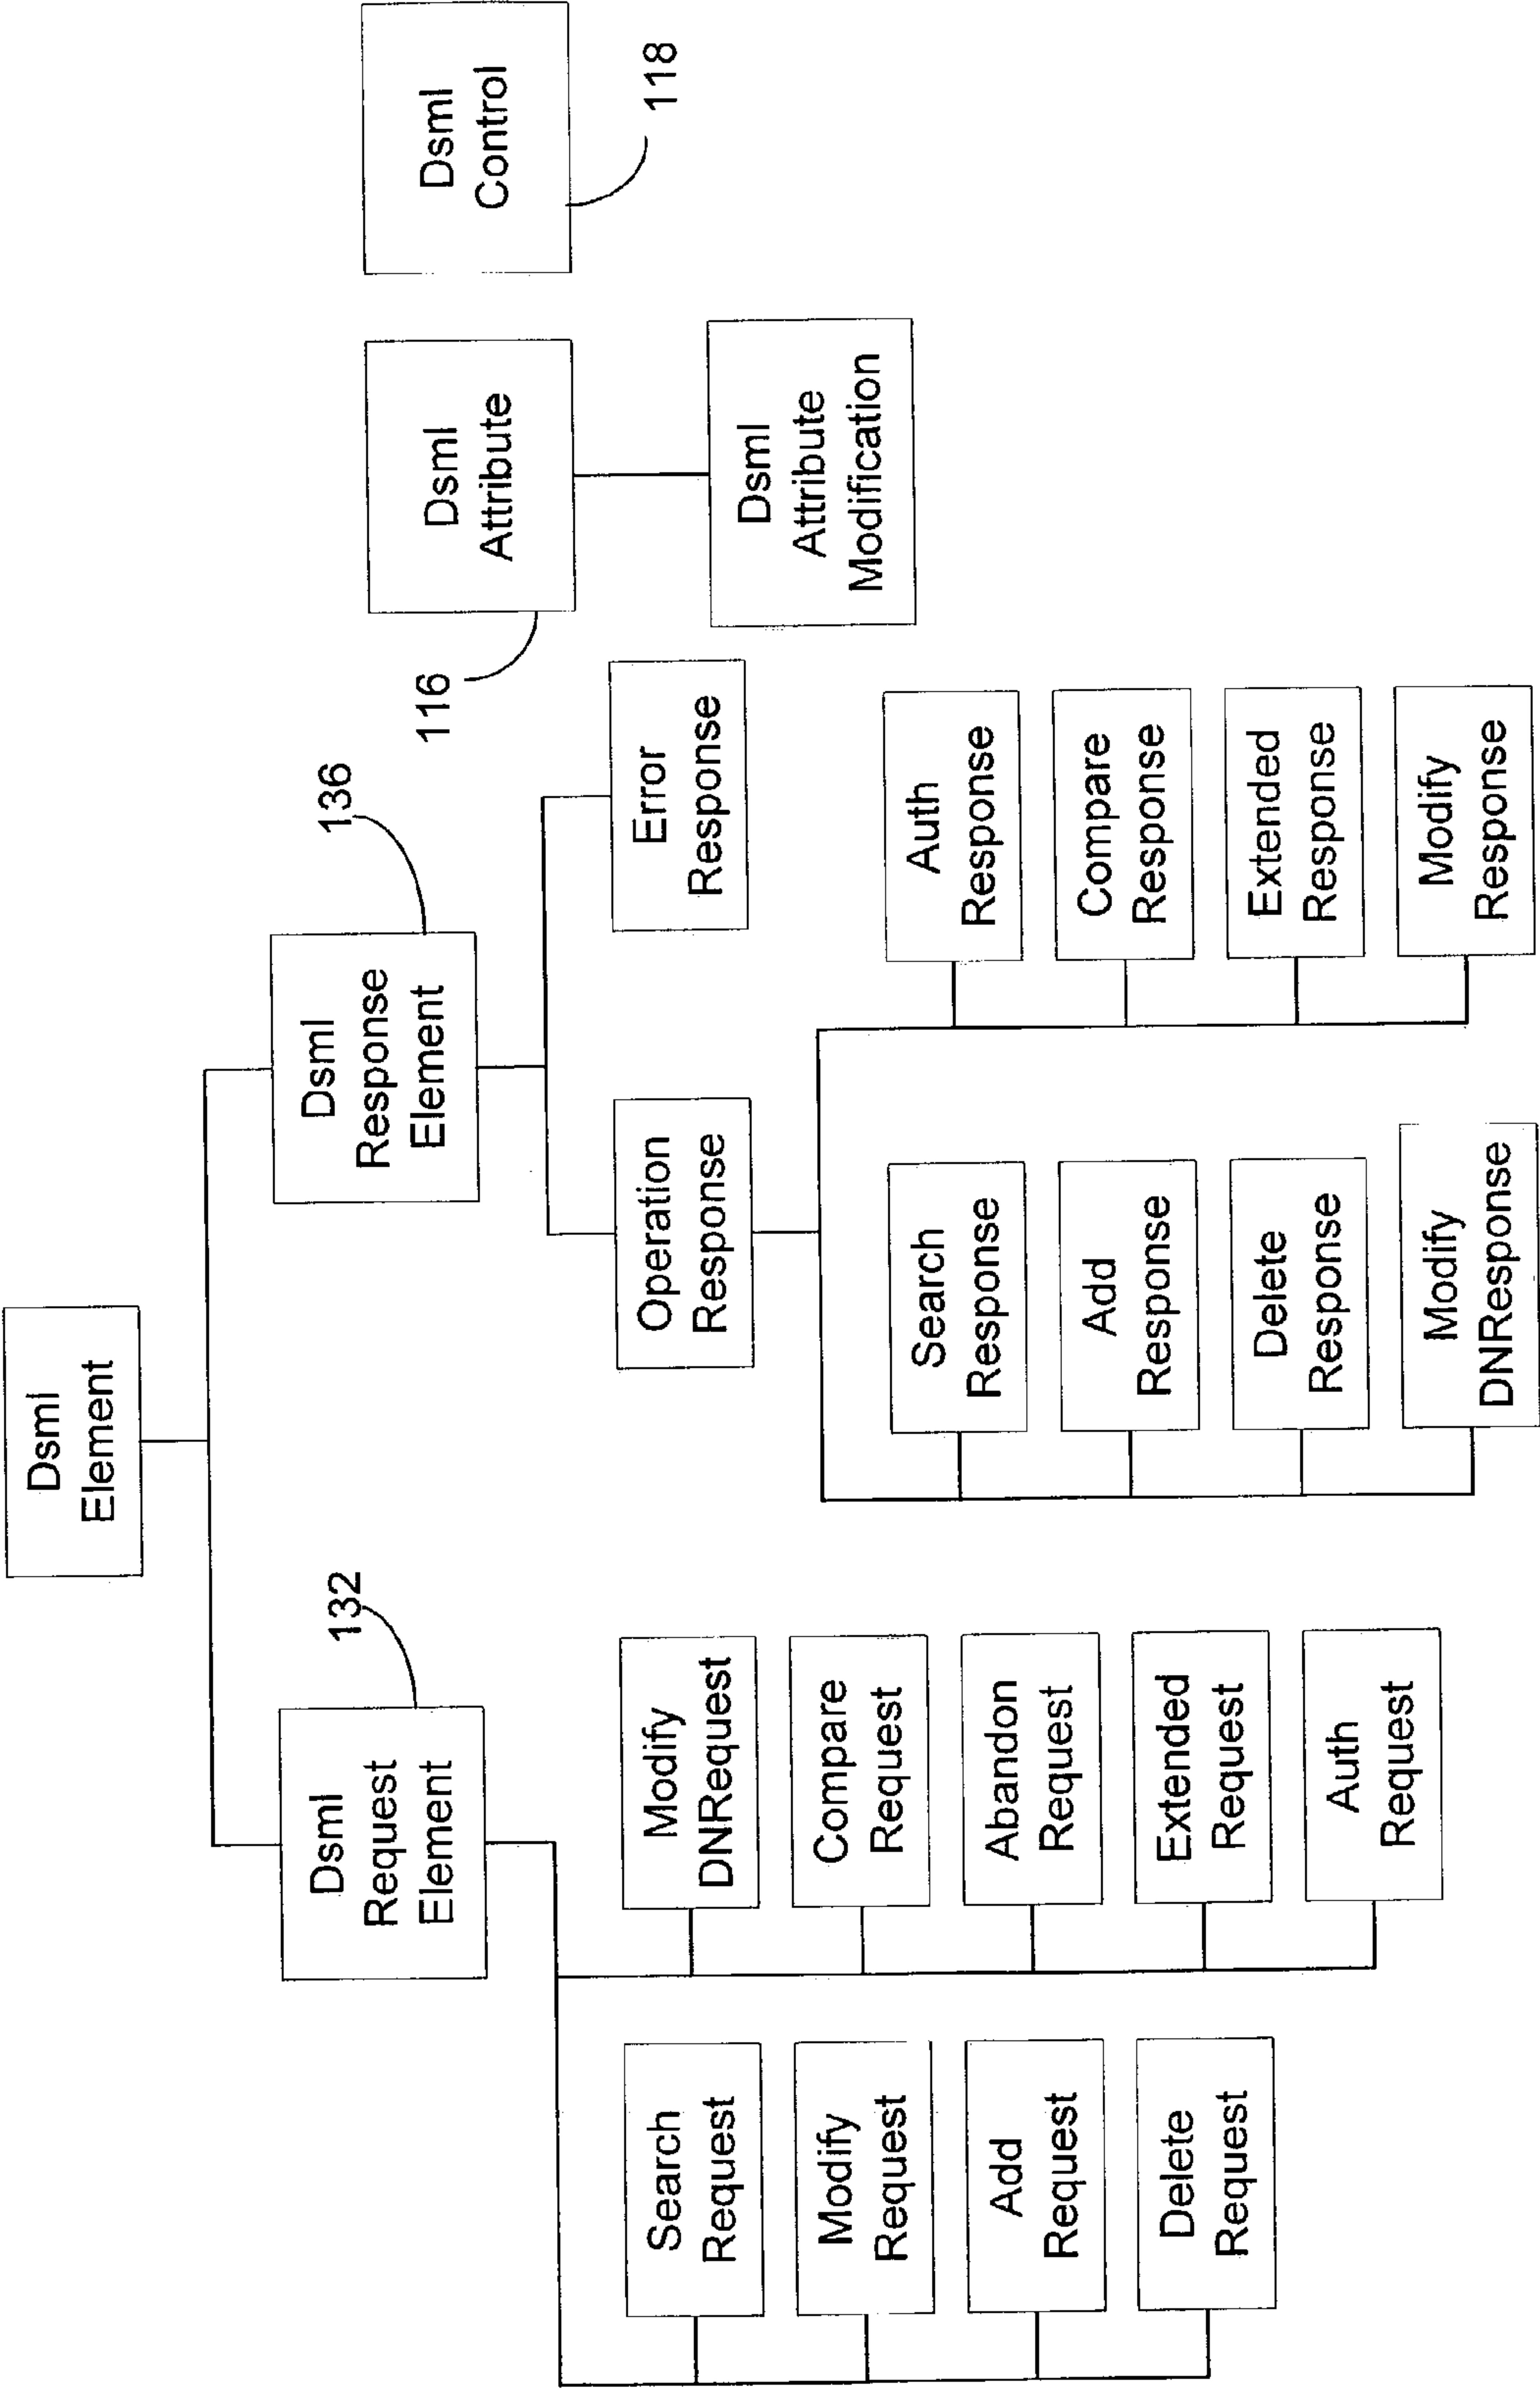 Dsml
Element
132
Dsml
Request
Element
136
Dsml
Response
Element
Dsml
Control
118
Dsml
Attribute
116
Dsml
Attribute
Modification
Search
Request
Modify
Request
Add
Request
Delete
Request
Modify
DNRequest
Compare
Request
Abandon
Request
Extended
Request
Auth
Request
Operation
Response
Error
Response
Search
Response
Add
Response
Delete
Response
Modify
DNResponse
Auth
Response
Compare
Response
Extended
Response
Modify
Response